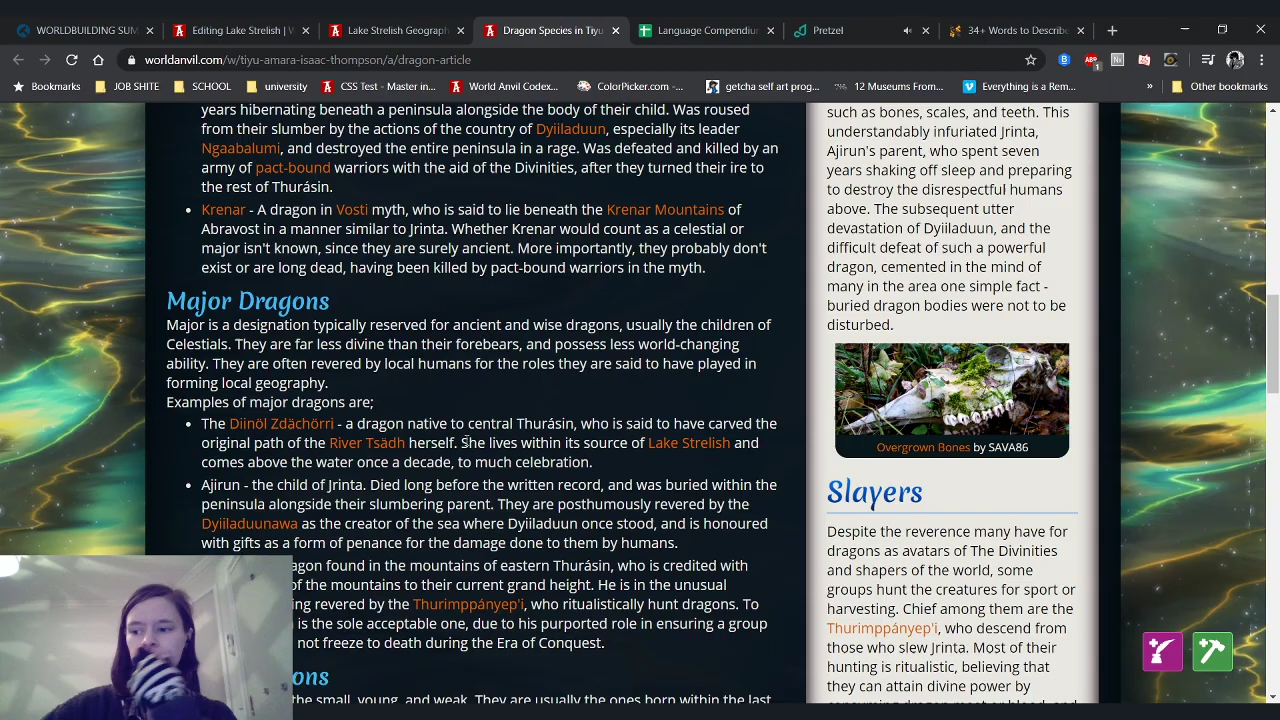 WORLDBUILDING SUM
Editing Lake Strelish | W
Lake Strelish Geograph
Dragon Species in Tiyu
Language Compendium
Pretzel
34+ Words to Describe
worldanvil.com/w/tiyu-amara-isaac-thompson/a/dragon-article
Bookmarks
JOB SHITE
SCHOOL
university
CSS Test - Master in...
World Anvil Codex...
ColorPicker.com -...
getcha self art prog...
12 Museums From...
Everything is a Rem...
»
Other bookmarks
years hibernating beneath a peninsula alongside the body of their child. Was roused
from their slumber by the actions of the country of Dyiiladuun, especially its leader
Ngaabalumi, and destroyed the entire peninsula in a rage. Was defeated and killed by an
army of pact-bound warriors with the aid of the Divinities, after they turned their ire to
the rest of Thurásin.
• Krenar - A dragon in Vosti myth, who is said to lie beneath the Krenar Mountains of
Abravost in a manner similar to Jrinta. Whether Krenar would count as a celestial or
major isn't known, since they are surely ancient. More importantly, they probably don't
exist or are long dead, having been killed by pact-bound warriors in the myth.
Major Dragons
Major is a designation typically reserved for ancient and wise dragons, usually the children of
Celestials. They are far less divine than their forebears, and possess less world-changing
ability. They are often revered by local humans for the roles they are said to have played in
forming local geography.
Examples of major dragons are;
• The Diinöl Zdächörri - a dragon native to central Thurásin, who is said to have carved the
original path of the River Tsädh herself. She lives within its source of Lake Strelish and
comes above the water once a decade, to much celebration.
• Ajirun - the child of Jrinta. Died long before the written record, and was buried within the
peninsula alongside their slumbering parent. They are posthumously revered by the
Dyiiladuunawa as the creator of the sea where Dyiiladuun once stood, and is honoured
with gifts as a form of penance for the damage done to them by humans.
agon found in the mountains of eastern Thurásin, who is credited with
of the mountains to their current grand height. He is in the unusual
ing revered by the Thurimppányep'i, who ritualistically hunt dragons. To
is the sole acceptable one, due to his purported role in ensuring a group
not freeze to death during the Era of Conquest.
ons
the small, young, and weak. They are usually the ones born within the last
such as bones, scales, and teeth. This
understandably infuriated Jrinta,
Ajirun's parent, who spent seven
years shaking off sleep and preparing
to destroy the disrespectful humans
above. The subsequent utter
devastation of Dyiiladuun, and the
difficult defeat of such a powerful
dragon, cemented in the mind of
many in the area one simple fact -
buried dragon bodies were not to be
disturbed.
Overgrown Bones by SAVA86
Slayers
Despite the reverence many have for
dragons as avatars of The Divinities
and shapers of the world, some
groups hunt the creatures for sport or
harvesting. Chief among them are the
Thurimppányep'i, who descend from
those who slew Jrinta. Most of their
hunting is ritualistic, believing that
they can attain divine power by